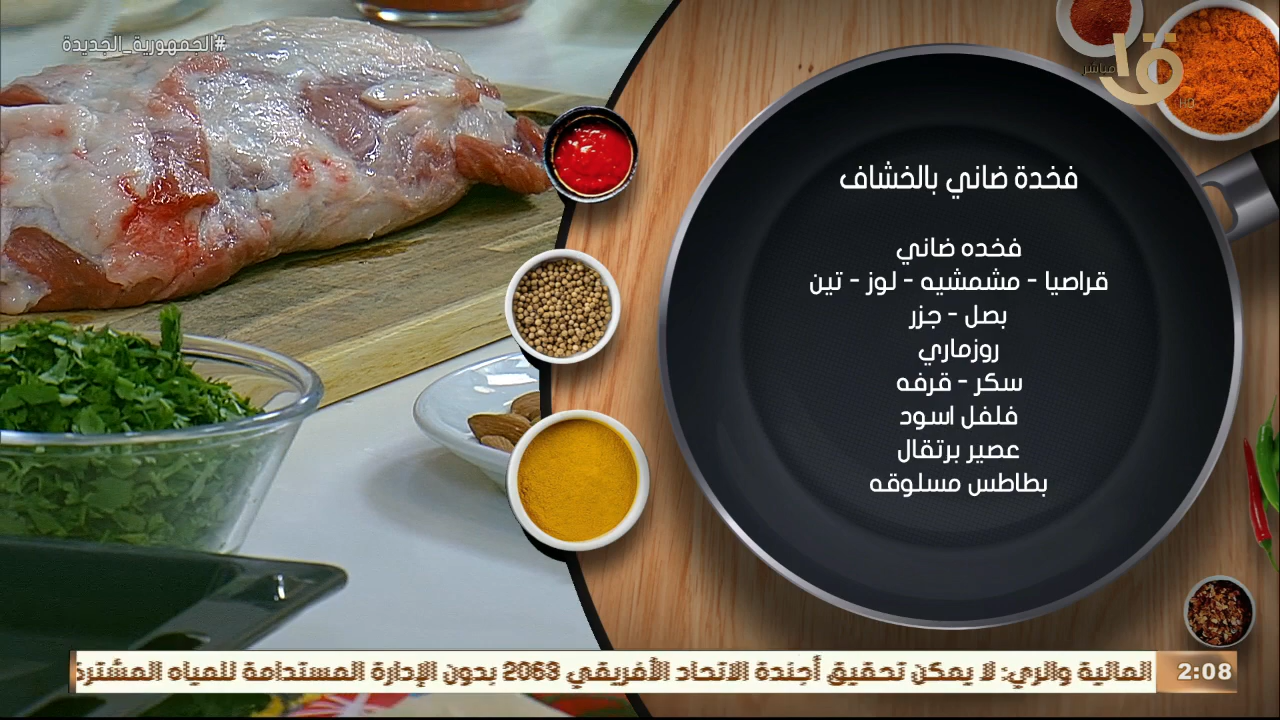 #الجمهورية_الجديدة
مباشر
فخدة ضاني بالخشاف
فخده ضاني
قراصيا - مشمشيه - لوز - تين
بصل - جزر
روزماري
سكر - قرفه
فلفل اسود
عصير برتقال
بطاطس مسلوقه
2:08
المالية والري: لا يمكن تحقيق أجندة الاتحاد الأفريقي 2063 بدون الإدارة المستدامة للمياه